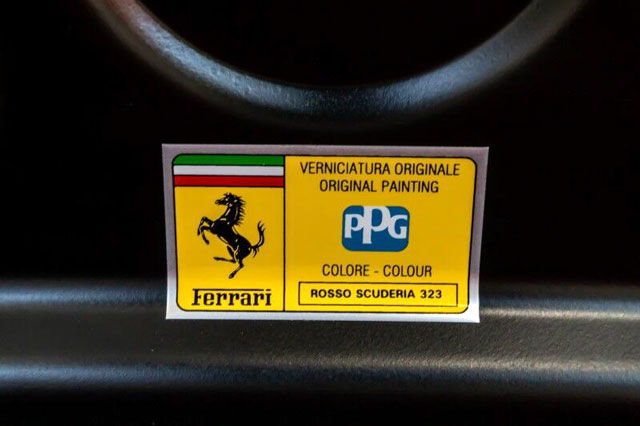 VERNICIATURA ORIGINALE
ORIGINAL PAINTING
PPG
COLORE - COLOUR
ROSSO SCUDERIA 323
Ferrari